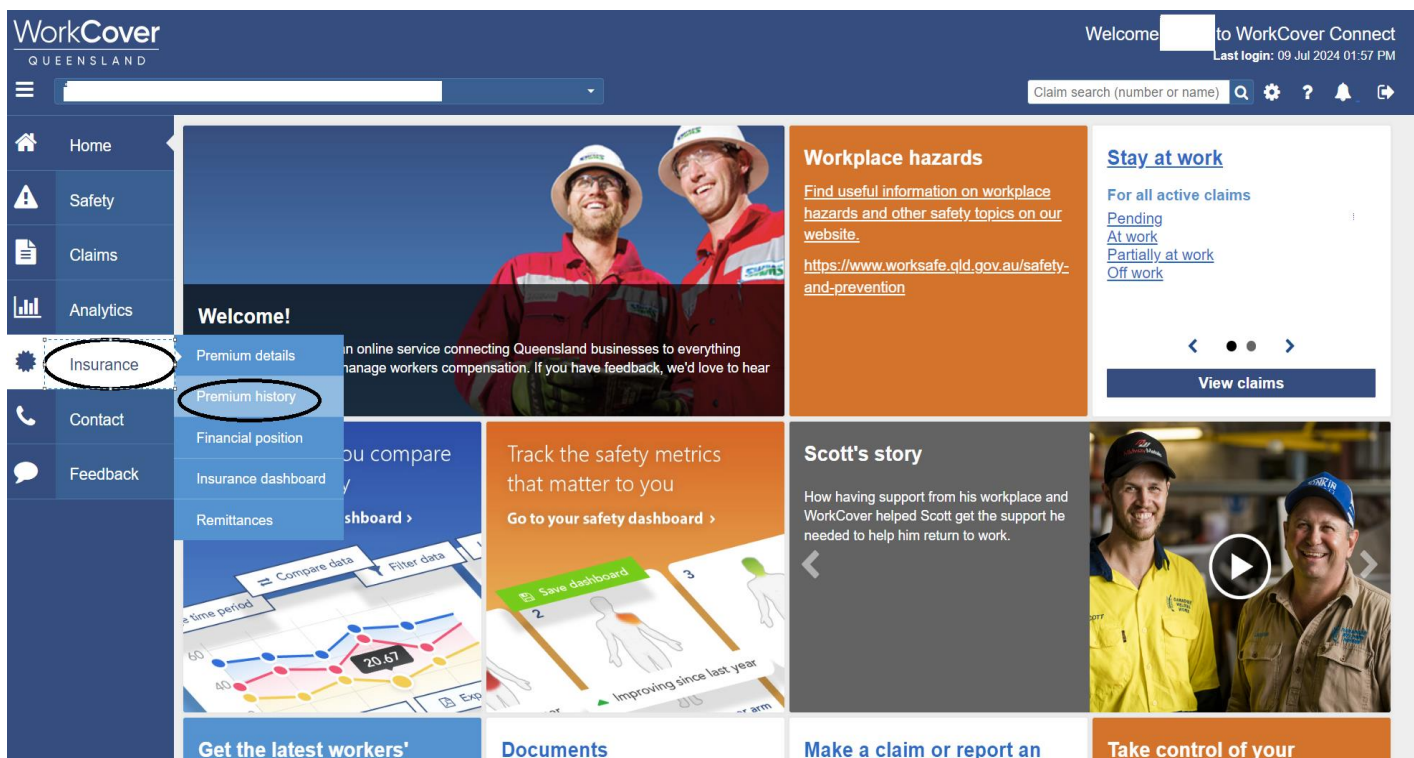 WorkCover
QUEENSLAND
Welcome to WorkCover Connect
Last login: 09 Jul 2024 01:57 PM
Claim search (number or name)
?
Home
Safety
Claims
Analytics
Insurance
Contact
Feedback
Premium details
Premium history
Financial position
Insurance dashboard
Remittances
Welcome!
n online service connecting Queensland businesses to everything
anage workers compensation. If you have feedback, we'd love to hear
Workplace hazards
Find useful information on workplace
hazards and other safety topics on our
website.
https://www.worksafe.qld.gov.au/safety-
and-prevention
Stay at work
For all active claims
Pending
At work
Partially at work
Off work
View claims
ou compare
y
shboard >
Compare data
Filter data
e time period
60
40
20.67
Exp
Track the safety metrics
that matter to you
Go to your safety dashboard >
Save dashboard
2
3
Improving since last year
er arm
Scott's story
How having support from his workplace and
WorkCover helped Scott get the support he
needed to help him return to work.
Get the latest workers'
Documents
Make a claim or report an
Take control of your